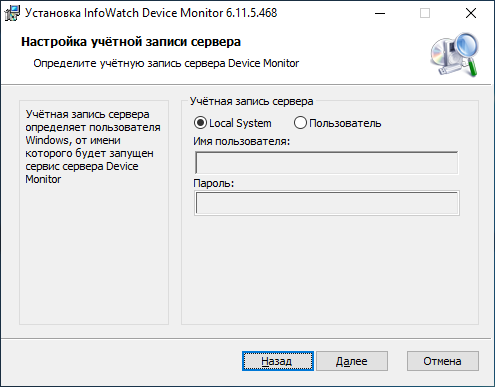 Установка InfoWatch Device Monitor 6.11.5.468
Настройка учётной записи сервера
Определите учётную запись сервера Device Monitor
Учётная запись сервера
определяет пользователя
Windows, от имени
которого будет запущен
сервис сервера Device
Monitor
Учётная запись сервера
Local System
Пользователь
Имя пользователя:
Пароль:
Назад
Далее
Отмена